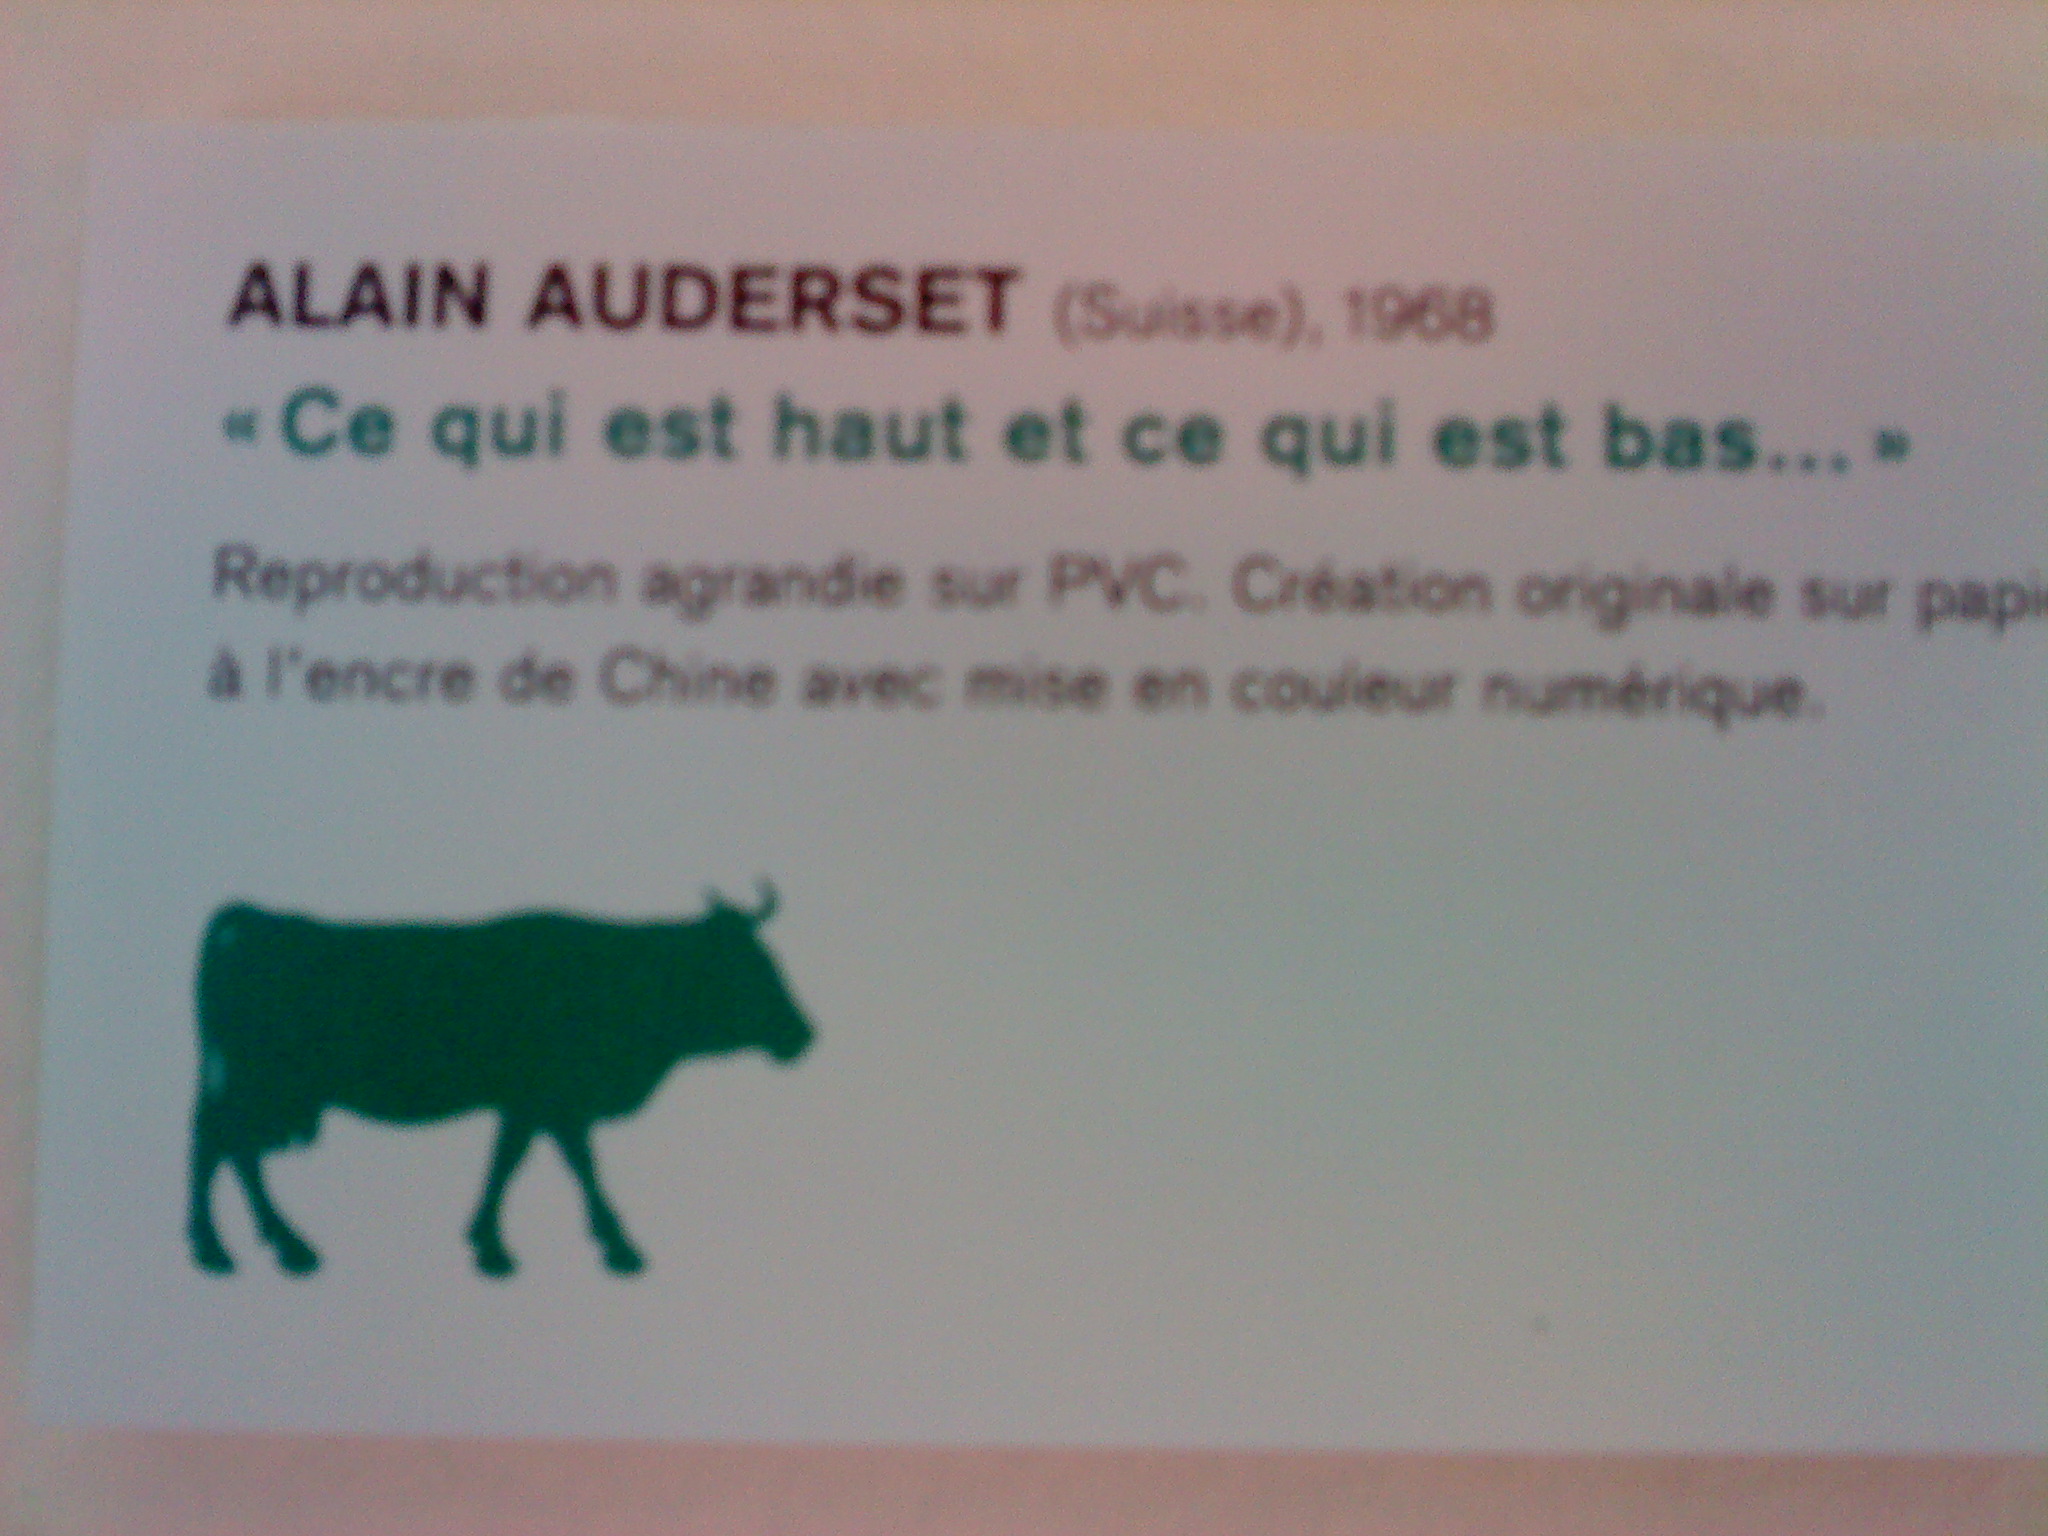 ALAIN AUDERSET (Suisse), 1968
« Ce qui est haut et ce qui est bas... »
Reproduction agrandie sur PVC. Création originale sur papi
à l'encre de Chine avec mise en couleur numérique.